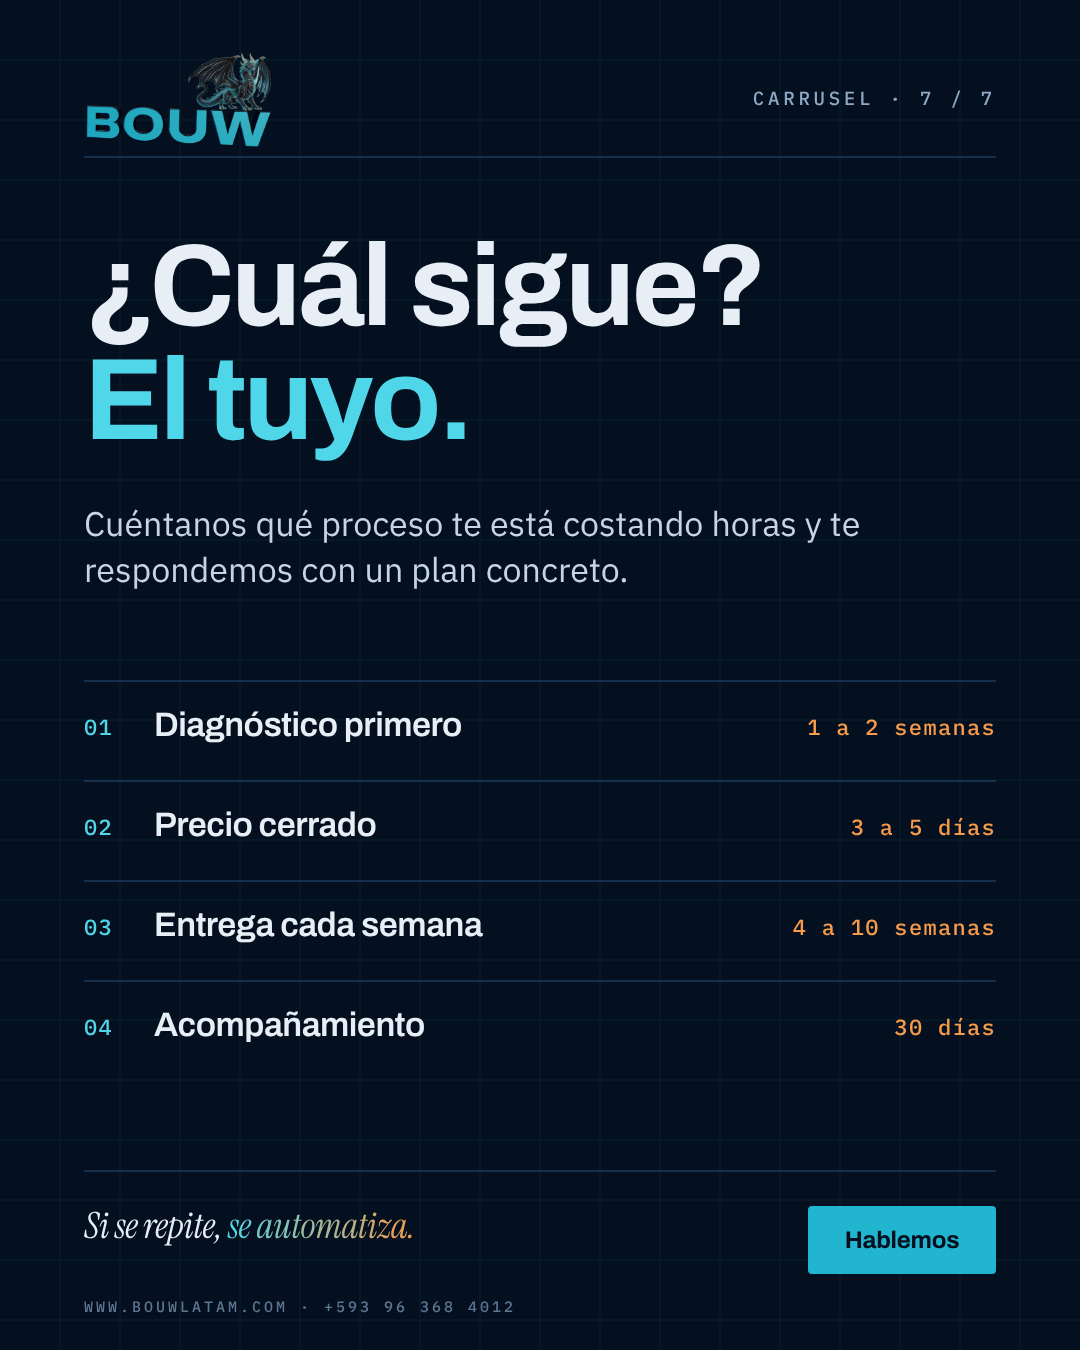 BOUW
CARRUSEL · 7 / 7
¿Cuál sigue?
El tuyo.
Cuéntanos qué proceso te está costando horas y te
respondemos con un plan concreto.
01 Diagnóstico primero 1 a 2 semanas
02 Precio cerrado 3 a 5 días
03 Entrega cada semana 4 a 10 semanas
04 Acompañamiento 30 días
Si se repite, se automatiza.
Hablemos
WWW.BOUWLATAM.COM · +593 96 368 4012